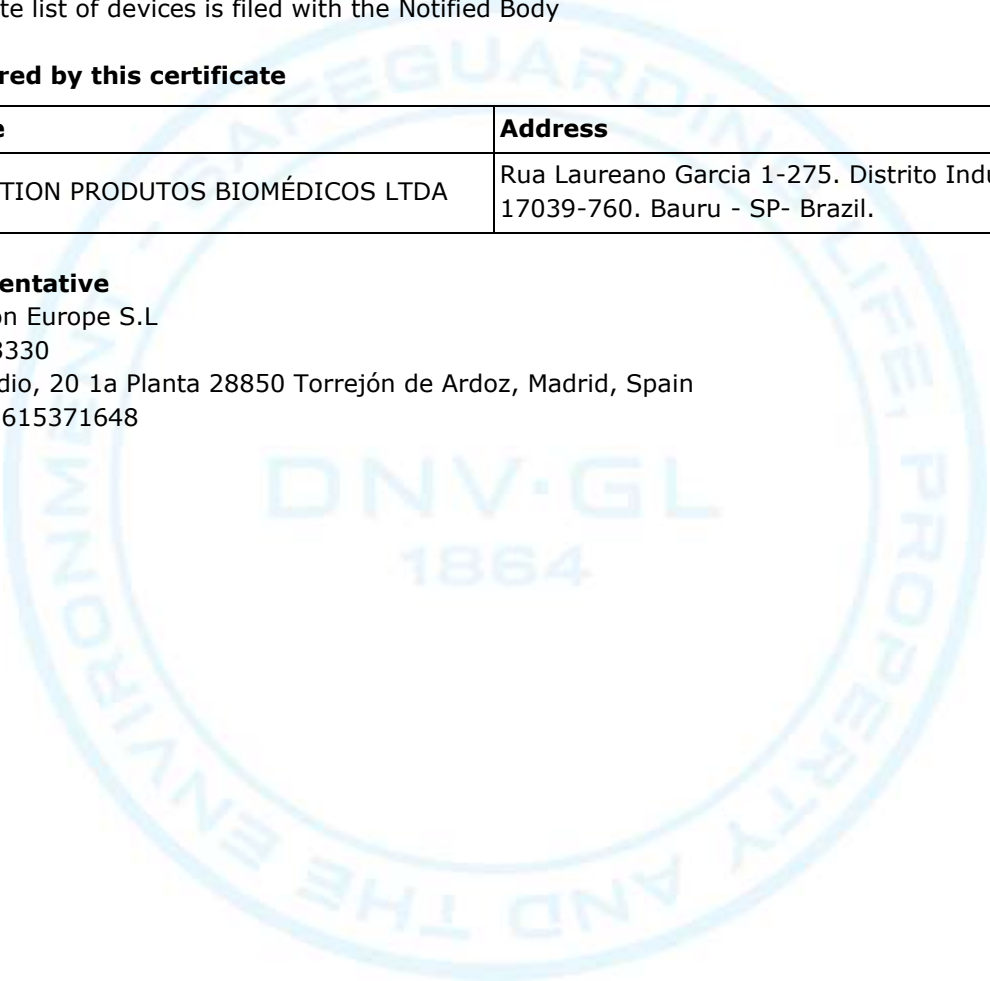 te list of devices is filed with the Notified Body
red by this certificate
e Address
TION PRODUTOS BIOMÉDICOS LTDA
Rua Laureano Garcia 1-275. Distrito Indu
17039-760. Bauru - SP- Brazil.
entative
on Europe S.L
3330
dio, 20 1a Planta 28850 Torrejón de Ardoz, Madrid, Spain
615371648
SAFEGUARDING LIFE, PROPERTY AND THE ENVIRONMEN
DNV·GL
1864